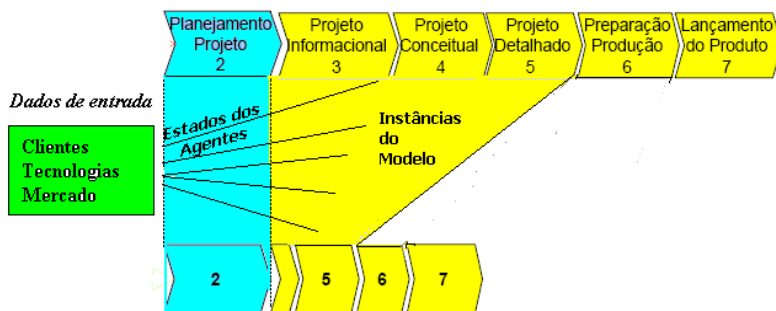 Planejamento
Projeto
2
Projeto
Informacional
3
Projeto
Conceitual
4
Projeto
Detalhado
5
Preparação
Produção
6
Lançamento
do Produto
7
Dados de entrada
Clientes
Tecnologias
Mercado
Estados dos
Agentes
Instâncias
do
Modelo
2
5
6
7